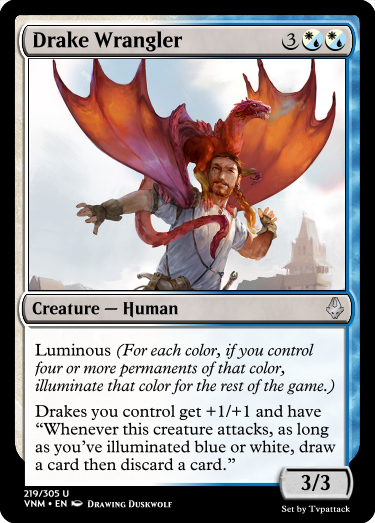 Drake Wrangler 3
Creature — Human
Luminous (For each color, if you control
four or more permanents of that color,
illuminate that color for the rest of the game.)
Drakes you control get +1/+1 and have
“Whenever this creature attacks, as long
as you’ve illuminated blue or white, draw
a card then discard a card.”
3/3
219/305 U
VNM • EN Drawing Duskwolf
Set by Tvpattack